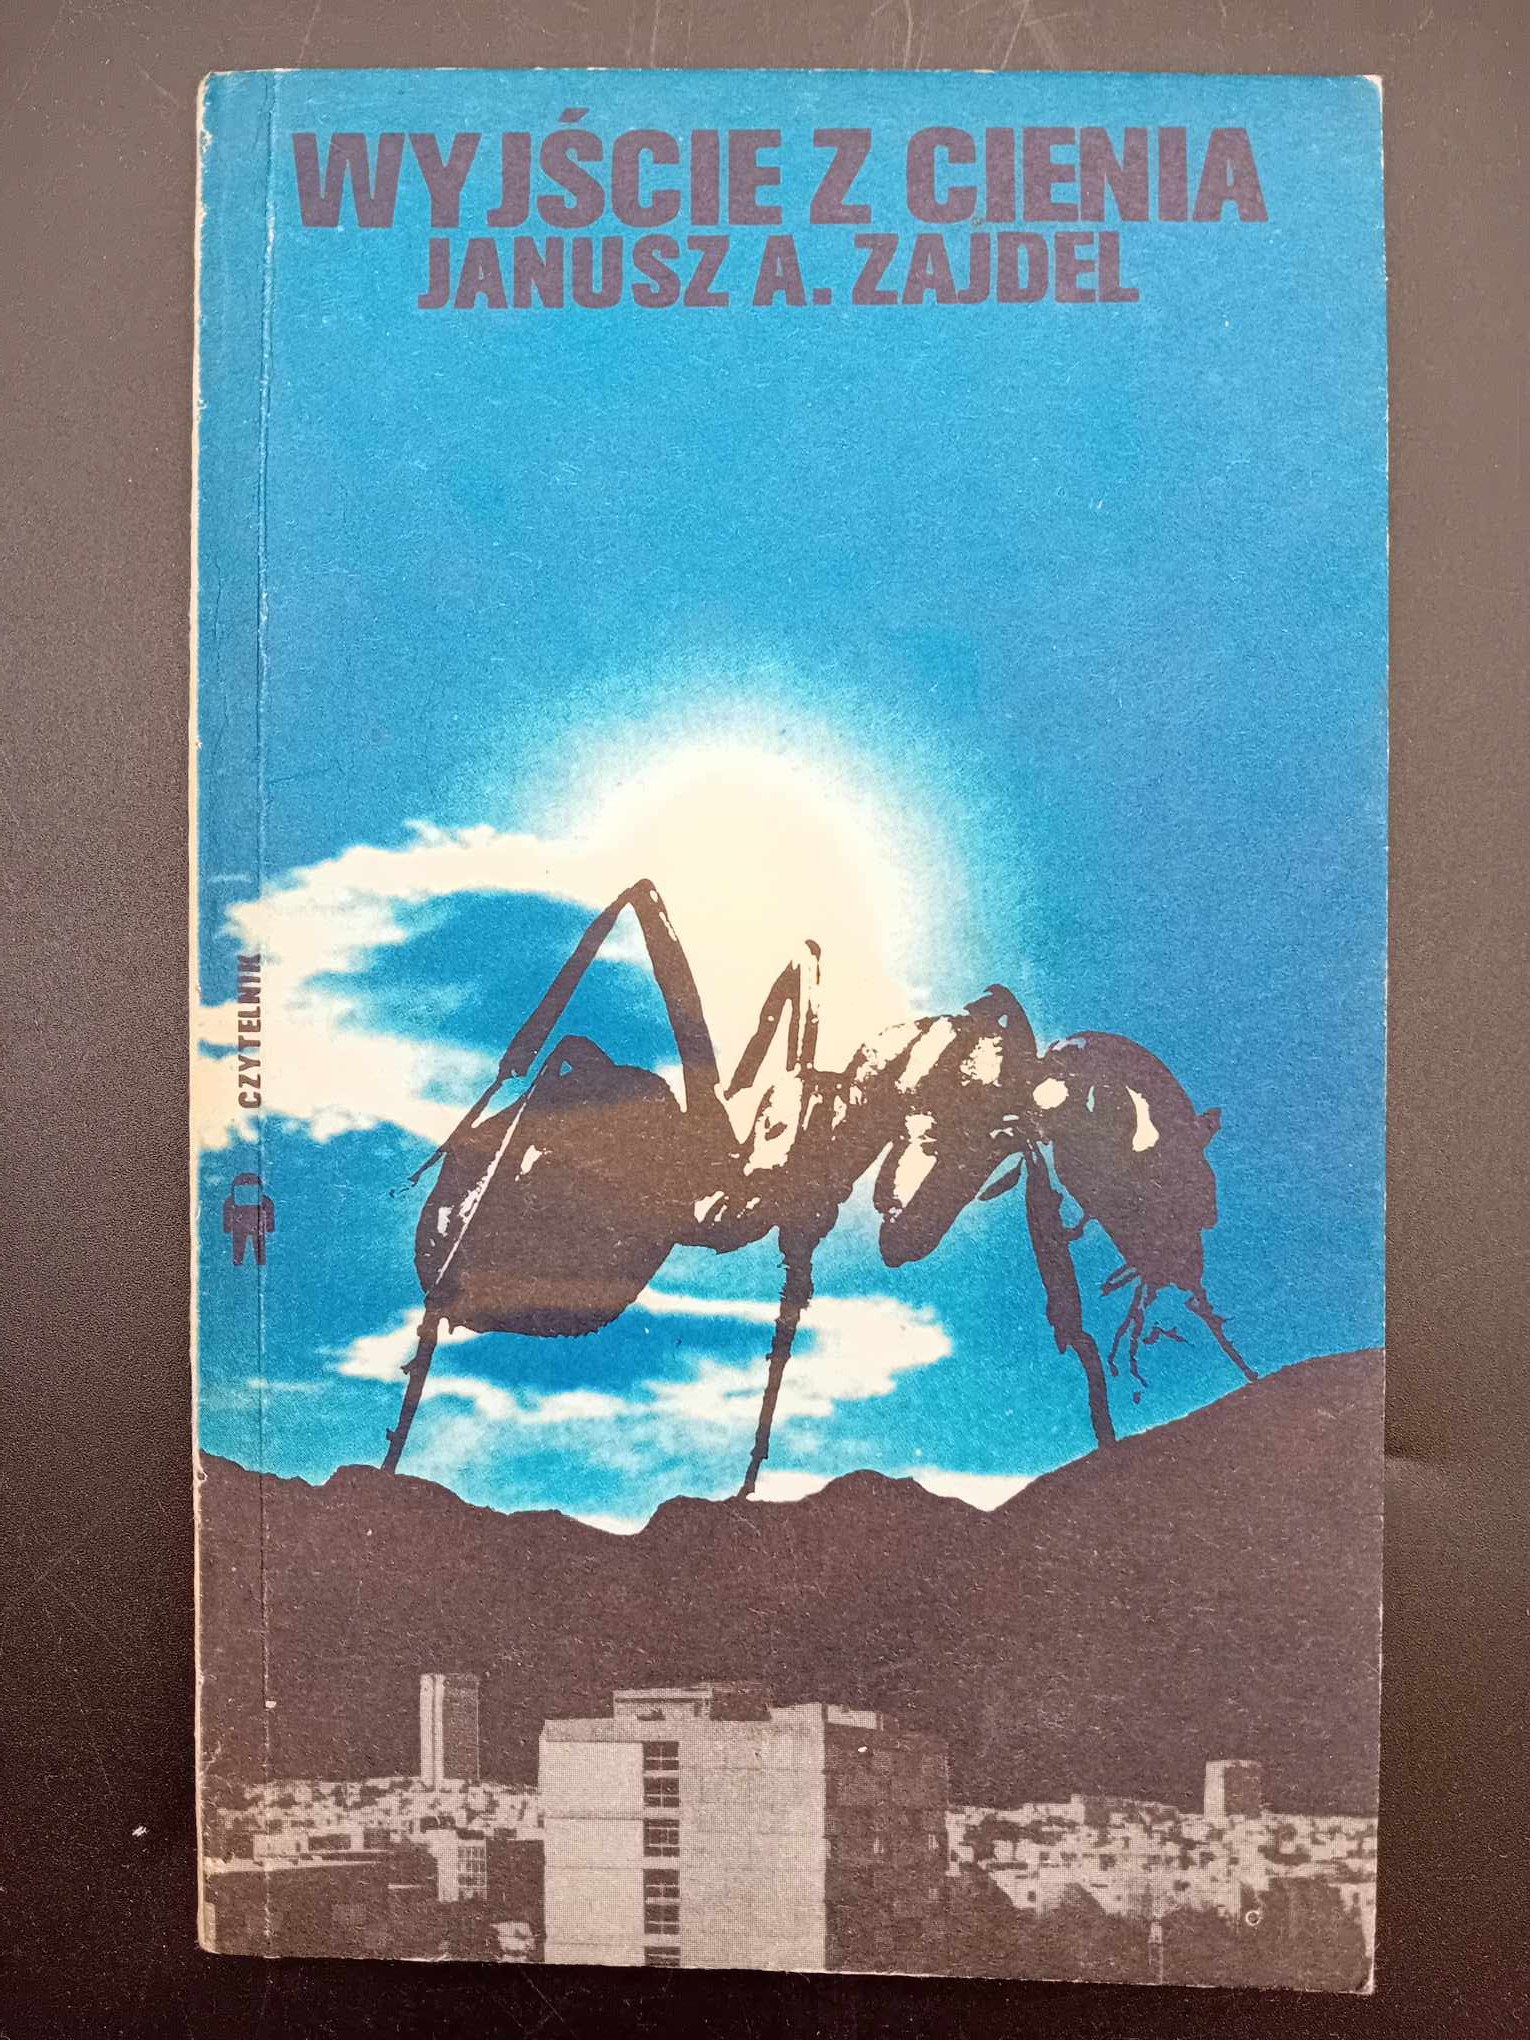 WYJŚCIE Z CIENIA
JANUSZ A. ZAJDEL
CZYTELNIK